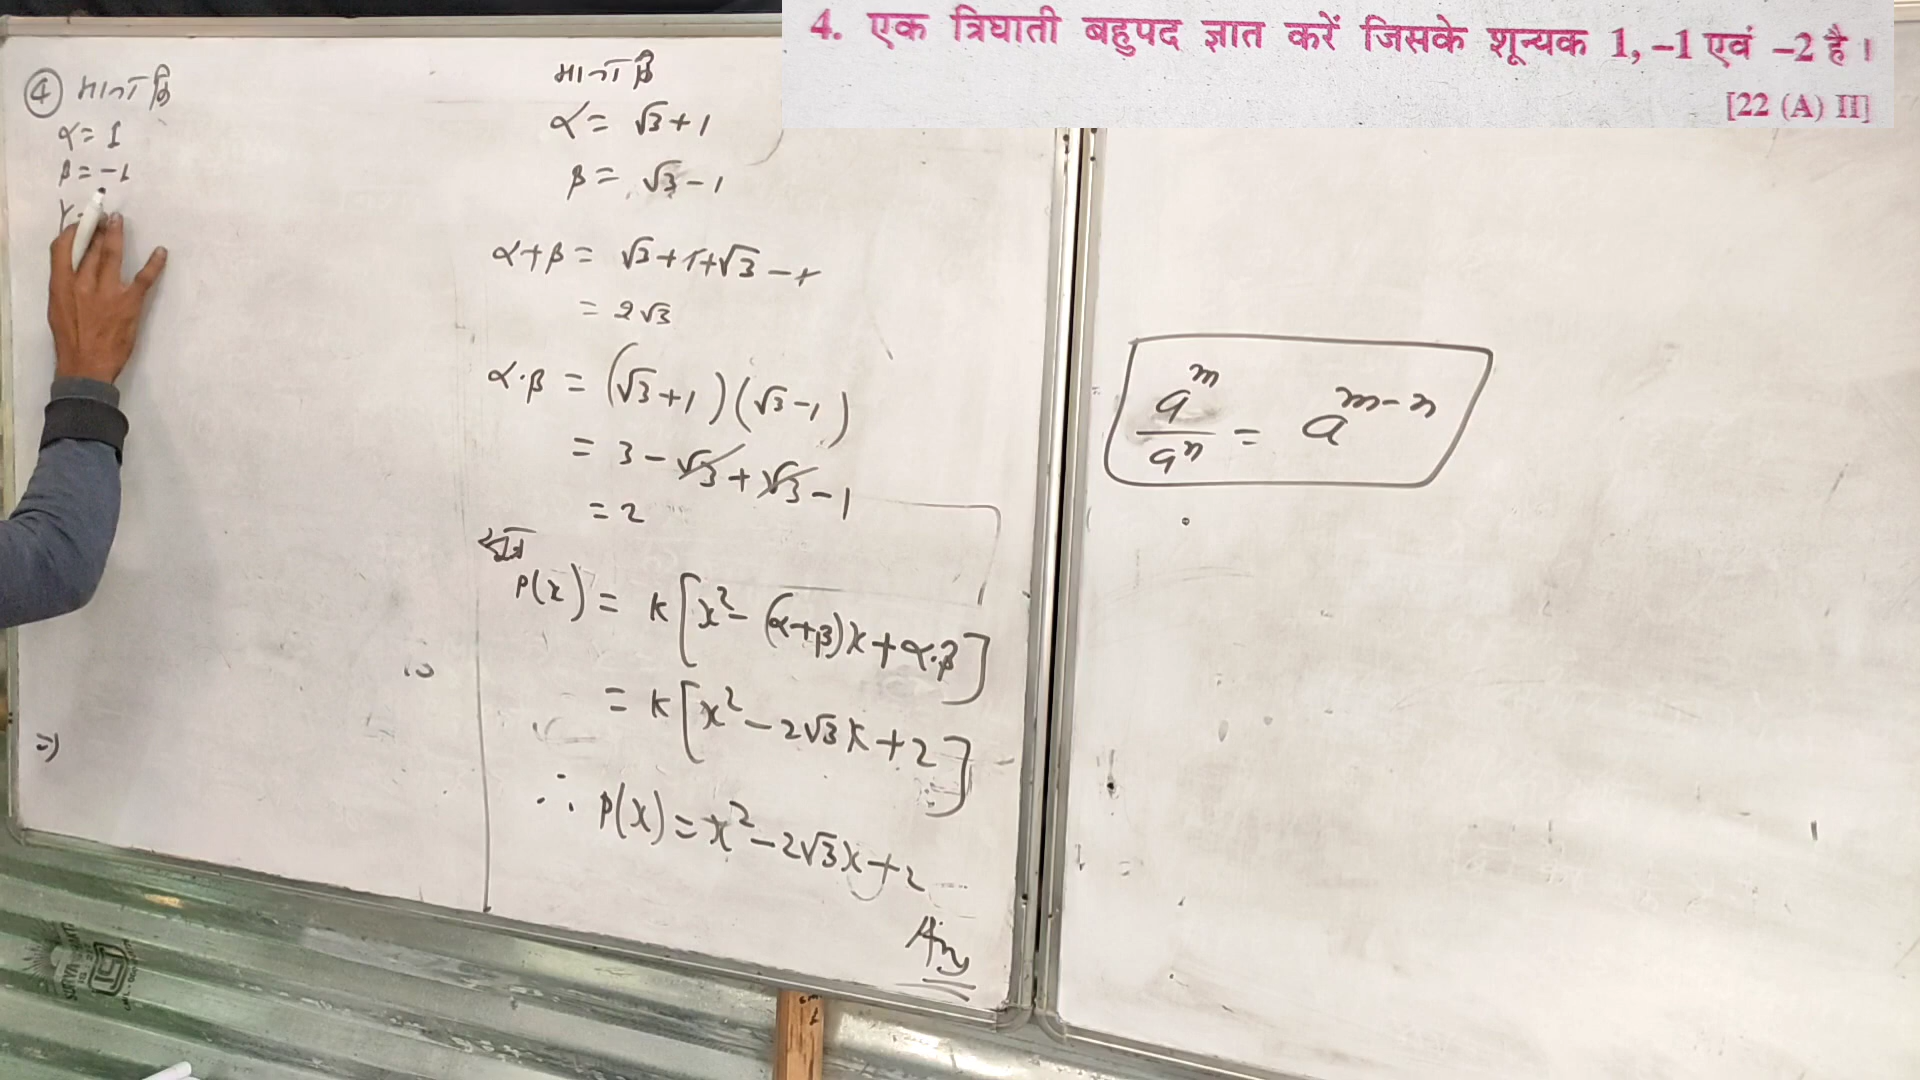 4. एक त्रिघाती बहुपद ज्ञात करें जिसके शून्यक 1, -1 एवं -2 है।
[22 (A) II]
④ माना कि
α = 1
β = -1
γ =
माना कि
α = √3 + 1
β = √3 - 1
α + β = √3 + 1 + √3 - 1
= 2√3
α · β = (√3 + 1) (√3 - 1)
= 3 - √3 + √3 - 1
= 2
सूत्र
P(x) = k [x² - (α + β)x + α·β]
= k [x² - 2√3x + 2]
∴ P(x) = x² - 2√3x + 2
Ans
⇒
a^m / a^n = a^(m-n)
SURYA